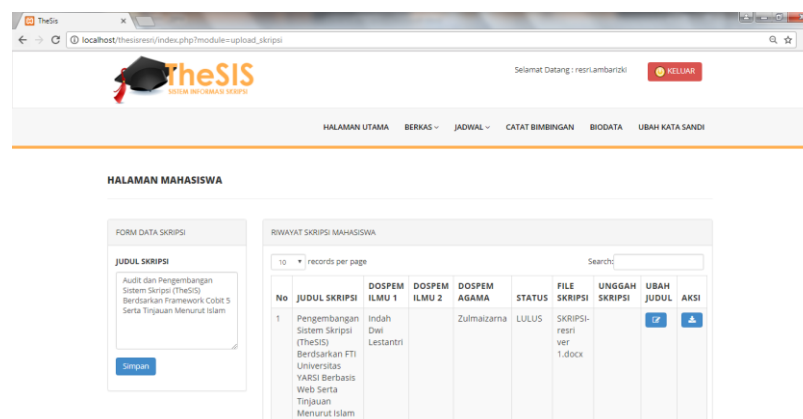 TheSis
localhost/thesisresri/index.php?module=upload_skripsi
TheSIS
SISTEM INFORMASI SKRIPSI
Selamat Datang : resri.ambarizki
KELUAR
HALAMAN UTAMA BERKAS JADWAL CATAT BIMBINGAN BIODATA UBAH KATA SANDI
HALAMAN MAHASISWA
FORM DATA SKRIPSI
JUDUL SKRIPSI
Audit dan Pengembangan
Sistem Skripsi (TheSIS)
Berdsarkan Framework Cobit 5
Serta Tinjauan Menurut Islam
Simpan
RIWAYAT SKRIPSI MAHASISWA
10 records per page
Search:
No JUDUL SKRIPSI DOSPEM ILMU 1 DOSPEM ILMU 2 DOSPEM AGAMA STATUS FILE SKRIPSI UNGGAH SKRIPSI UBAH JUDUL AKSI
1 Pengembangan Indah Zulmaizarna LULUS SKRIPSI-
Sistem Skripsi Dwi resri
(TheSIS) Lestantri ver
Berdsarkan FTI 1.docx
Universitas
YARSI Berbasis
Web Serta
Tinjauan
Menurut Islam